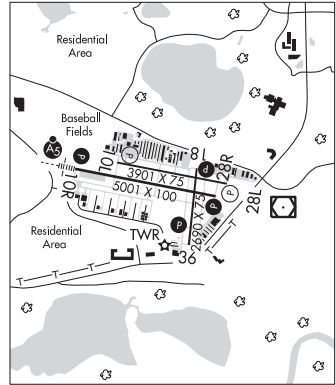 Residential
Area
Baseball
Fields
A5
P
P
10L
18
P
28R
3901 X 75
5001 X 100
10R
P
28L
P
P
2690 X 75
Residential
Area
TWR
36
T T T
T T T